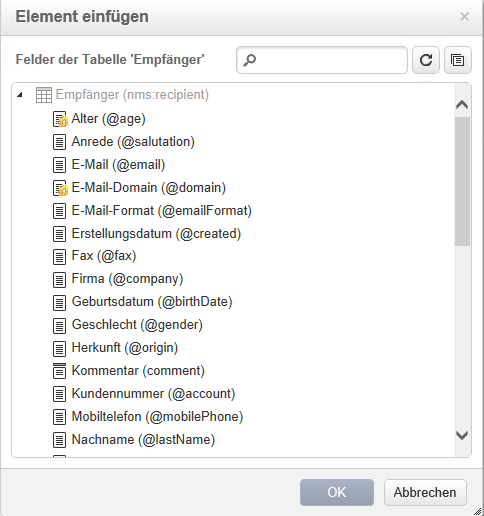 Element einfügen
Felder der Tabelle 'Empfänger'
Empfänger (nms:recipient)
Alter (@age)
Anrede (@salutation)
E-Mail (@email)
E-Mail-Domain (@domain)
E-Mail-Format (@emailFormat)
Erstellungsdatum (@created)
Fax (@fax)
Firma (@company)
Geburtsdatum (@birthDate)
Geschlecht (@gender)
Herkunft (@origin)
Kommentar (comment)
Kundennummer (@account)
Mobiltelefon (@mobilePhone)
Nachname (@lastName)
OK
Abbrechen